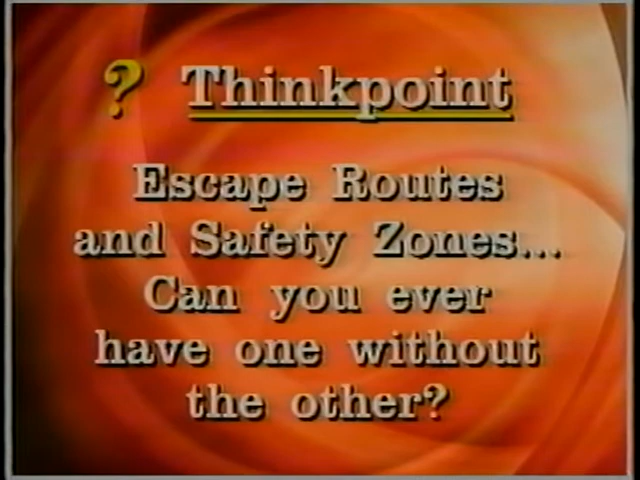 ? Thinkpoint
Escape Routes
and Safety Zones...
Can you ever
have one without
the other?